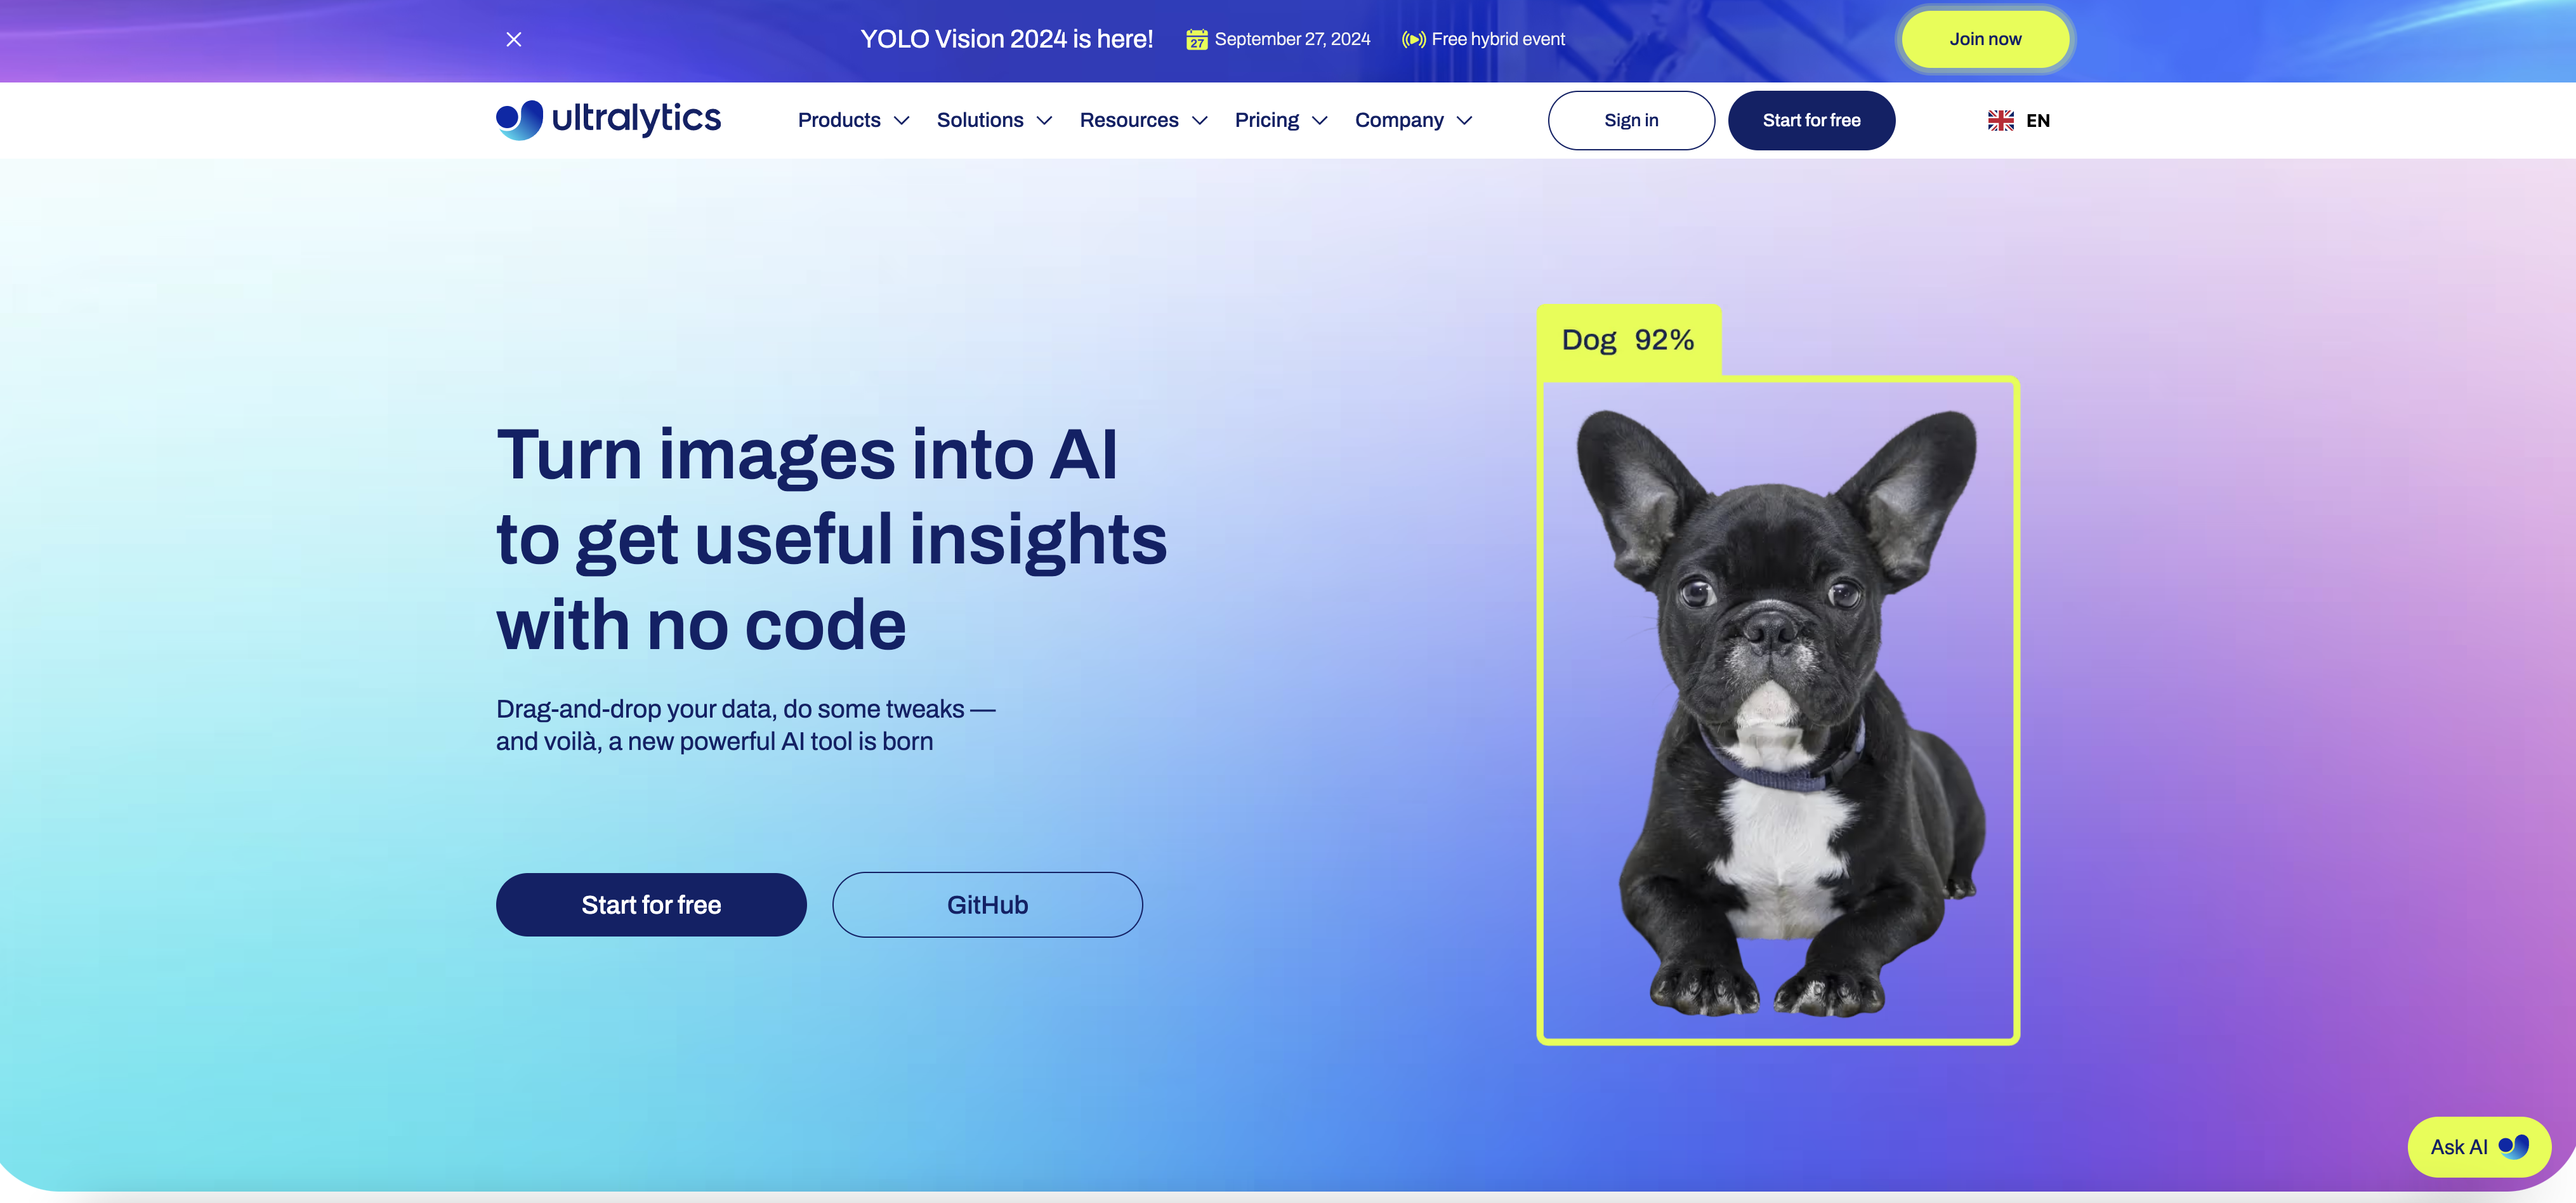 YOLO Vision 2024 is here!
27
September 27, 2024
Free hybrid event
Join now
ultralytics
Products
Solutions
Resources
Pricing
Company
Sign in
Start for free
EN
Dog 92%
Turn images into AI
to get useful insights
with no code
Drag-and-drop your data, do some tweaks —
and voilà, a new powerful AI tool is born
Start for free
GitHub
Ask AI